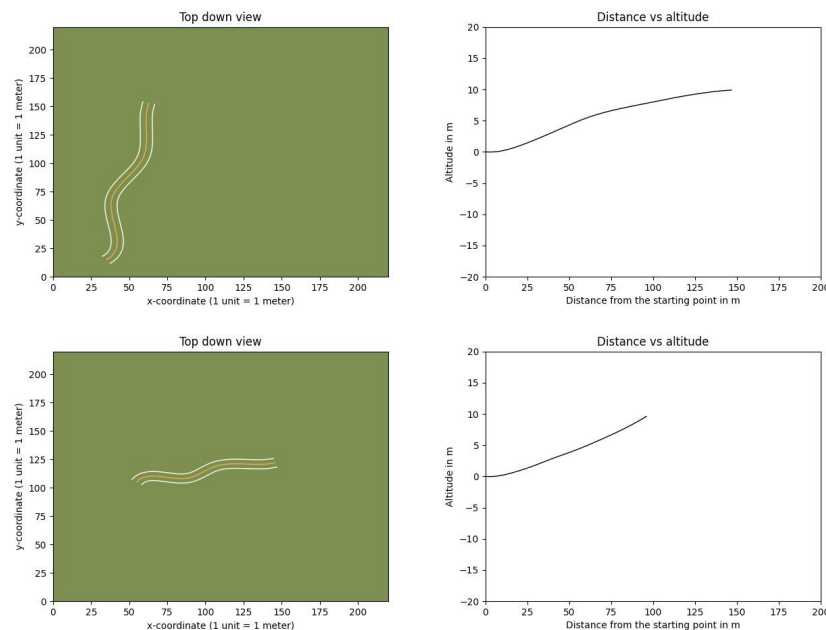 Top down view
y-coordinate (1 unit = 1 meter)
200
175
150
125
100
75
50
25
0
0 25 50 75 100 125 150 175 200
x-coordinate (1 unit = 1 meter)
Distance vs altitude
Altitude in m
20
15
10
5
0
−5
−10
−15
−20
0 25 50 75 100 125 150 175 200
Distance from the starting point in m
Top down view
y-coordinate (1 unit = 1 meter)
200
175
150
125
100
75
50
25
0
0 25 50 75 100 125 150 175 200
x-coordinate (1 unit = 1 meter)
Distance vs altitude
Altitude in m
20
15
10
5
0
−5
−10
−15
−20
0 25 50 75 100 125 150 175 200
Distance from the starting point in m